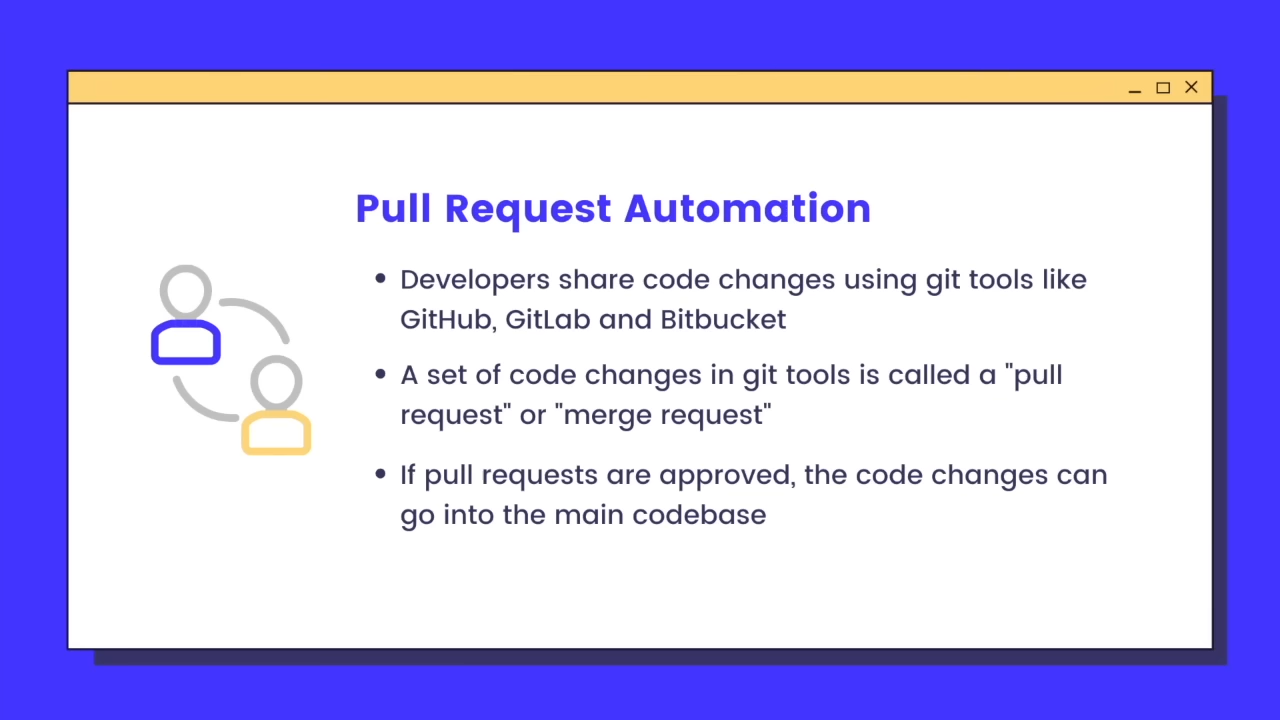 Pull Request Automation
• Developers share code changes using git tools like
GitHub, GitLab and Bitbucket
• A set of code changes in git tools is called a "pull
request" or "merge request"
• If pull requests are approved, the code changes can
go into the main codebase